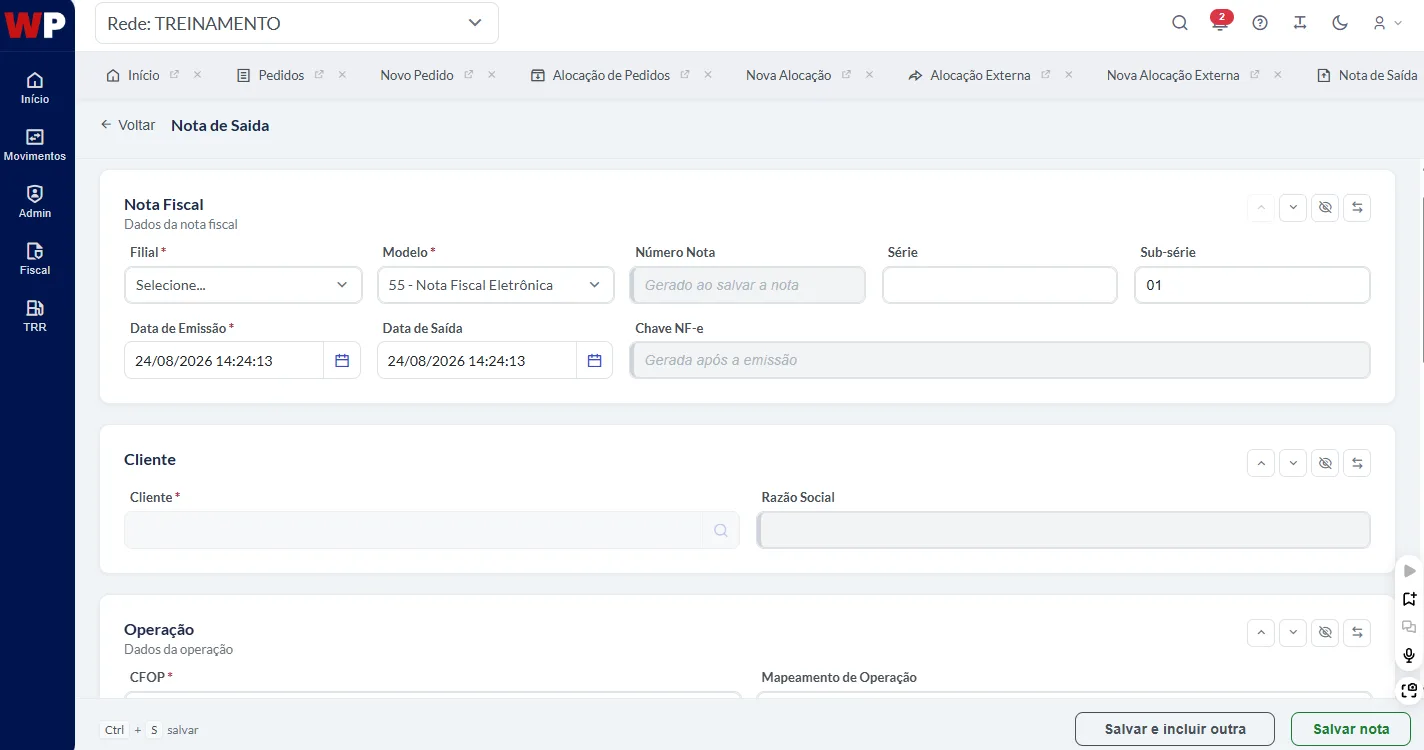 WP
Rede: TREINAMENTO
2
Início
Pedidos
Novo Pedido
Alocação de Pedidos
Nova Alocação
Alocação Externa
Nova Alocação Externa
Nota de Saída
Início
Movimentos
Admin
Fiscal
TRR
Voltar
Nota de Saida
Nota Fiscal
Dados da nota fiscal
Filial *
Modelo *
Número Nota
Série
Sub-série
Selecione...
55 - Nota Fiscal Eletrônica
Gerado ao salvar a nota
01
Data de Emissão *
Data de Saída
Chave NF-e
24/08/2026 14:24:13
24/08/2026 14:24:13
Gerada após a emissão
Cliente
Cliente *
Razão Social
Operação
Dados da operação
CFOP *
Mapeamento de Operação
Ctrl + S salvar
Salvar e incluir outra
Salvar nota